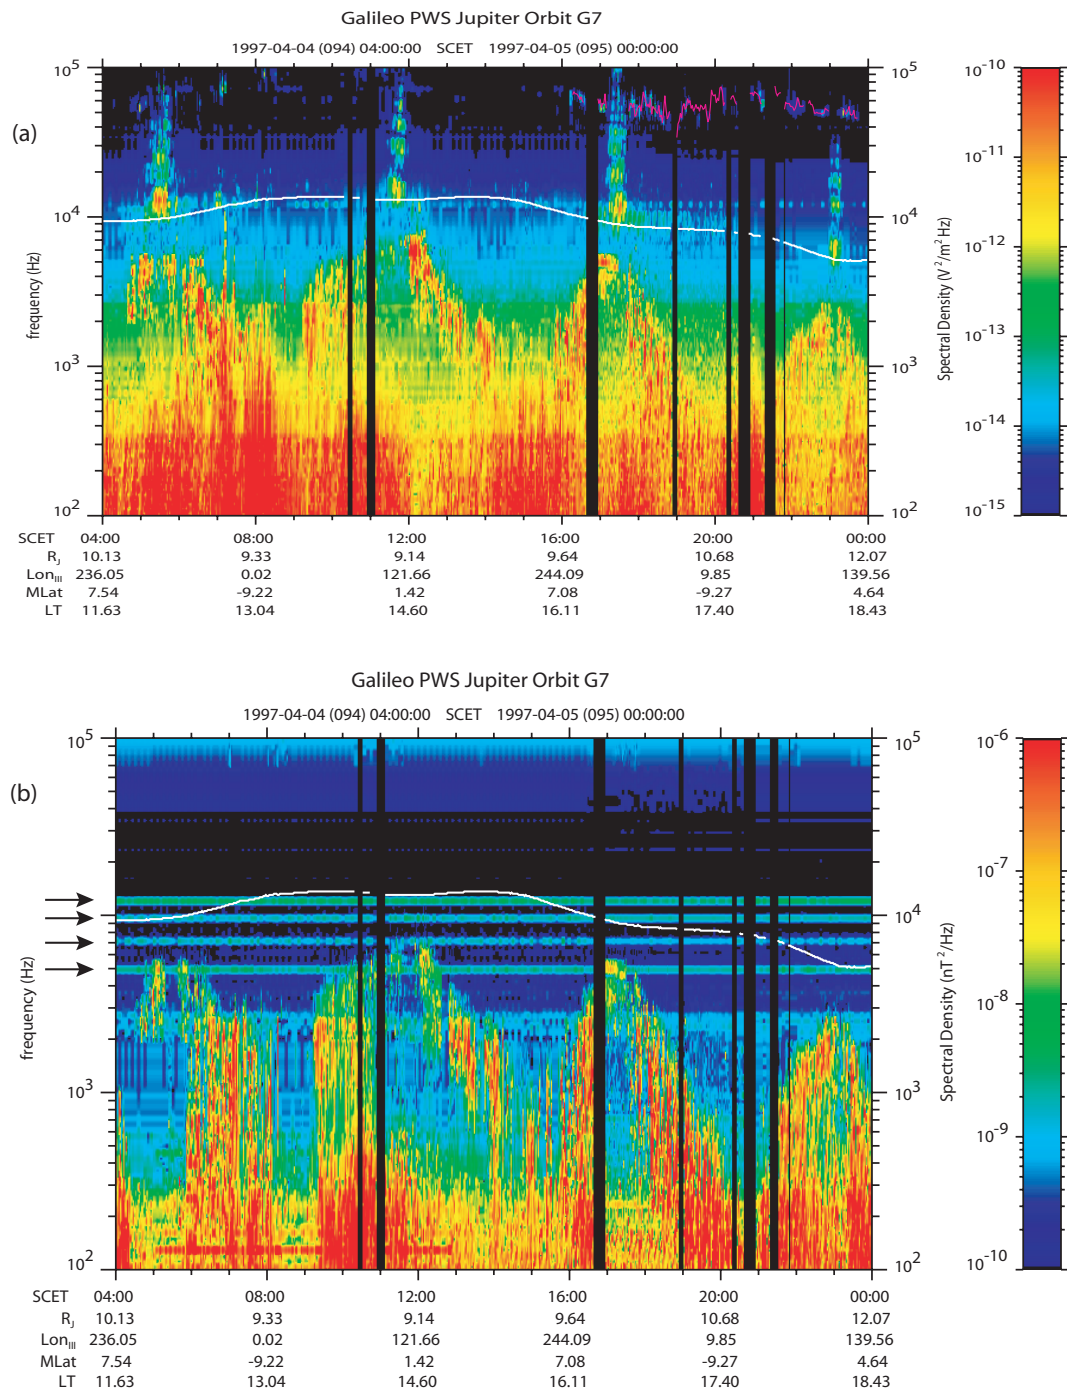 Galileo PWS Jupiter Orbit G7
1997-04-04 (094) 04:00:00 SCET 1997-04-05 (095) 00:00:00
(a)
10^5
10^4
10^3
10^2
frequency (Hz)
10^5
10^4
10^3
10^2
Spectral Density (V^2/m^2 Hz)
10^-10
10^-11
10^-12
10^-13
10^-14
10^-15
SCET 04:00 08:00 12:00 16:00 20:00 00:00
R_J 10.13 9.33 9.14 9.64 10.68 12.07
Lon_III 236.05 0.02 121.66 244.09 9.85 139.56
MLat 7.54 -9.22 1.42 7.08 -9.27 4.64
LT 11.63 13.04 14.60 16.11 17.40 18.43
Galileo PWS Jupiter Orbit G7
1997-04-04 (094) 04:00:00 SCET 1997-04-05 (095) 00:00:00
(b)
10^5
10^4
10^3
10^2
frequency (Hz)
10^5
10^4
10^3
10^2
Spectral Density (nT^2/Hz)
10^-6
10^-7
10^-8
10^-9
10^-10
SCET 04:00 08:00 12:00 16:00 20:00 00:00
R_J 10.13 9.33 9.14 9.64 10.68 12.07
Lon_III 236.05 0.02 121.66 244.09 9.85 139.56
MLat 7.54 -9.22 1.42 7.08 -9.27 4.64
LT 11.63 13.04 14.60 16.11 17.40 18.43